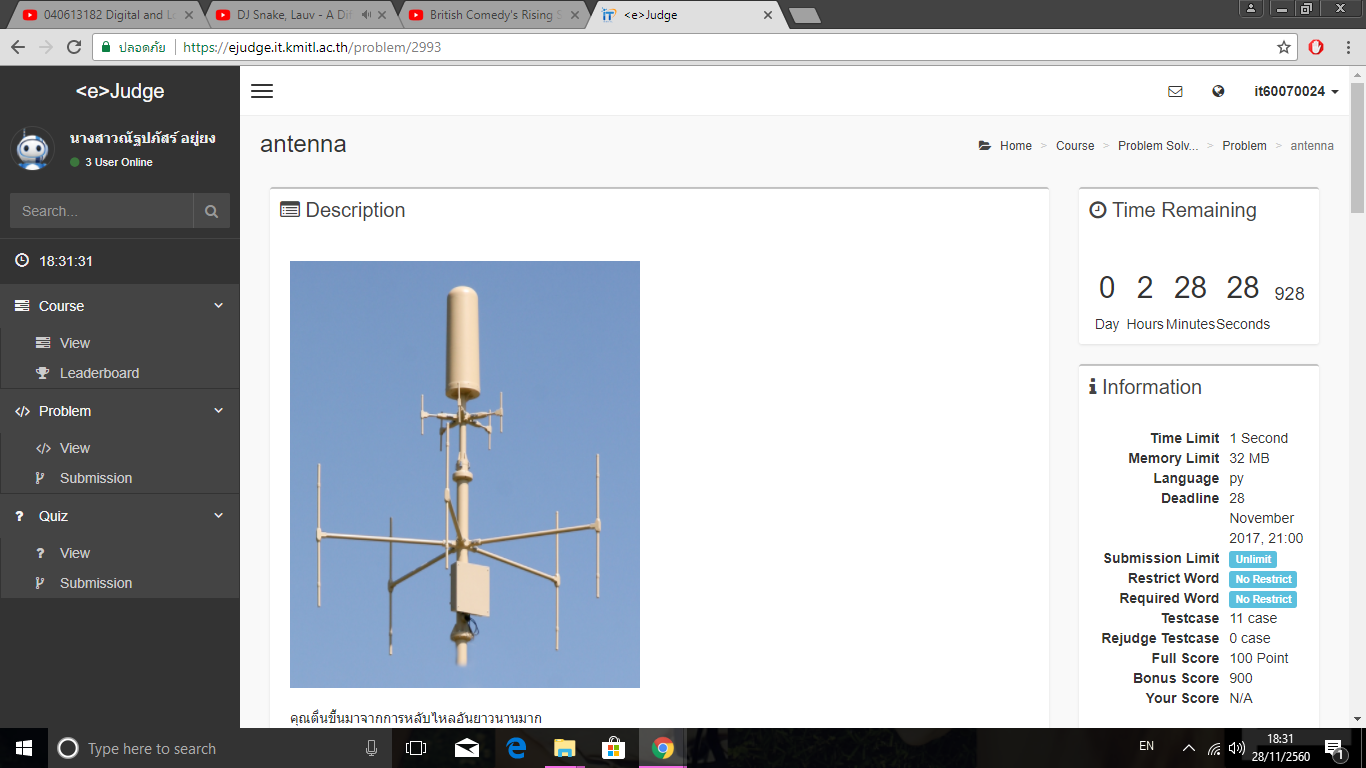 040613182 Digital and Lo
DJ Snake, Lauv - A Dif
British Comedy's Rising S
<e>Judge
ปลอดภัย
https://ejudge.it.kmitl.ac.th/problem/2993
<e>Judge
it60070024
นางสาวณัฐปภัสร์ อยู่ยง
3 User Online
antenna
Home > Course > Problem Solv... > Problem > antenna
Search...
Description
Time Remaining
18:31:31
0 2 28 28 928
Day Hours Minutes Seconds
Course
View
Leaderboard
Information
Problem
View
Submission
Quiz
View
Submission
Time Limit 1 Second
Memory Limit 32 MB
Language py
Deadline 28
November
2017, 21:00
Submission Limit Unlimit
Restrict Word No Restrict
Required Word No Restrict
Testcase 11 case
Rejudge Testcase 0 case
Full Score 100 Point
Bonus Score 900
Your Score N/A
คุณตื่นขึ้นมาจากการหลับไหลอันยาวนานมาก
Type here to search
EN
18:31
28/11/2560
1